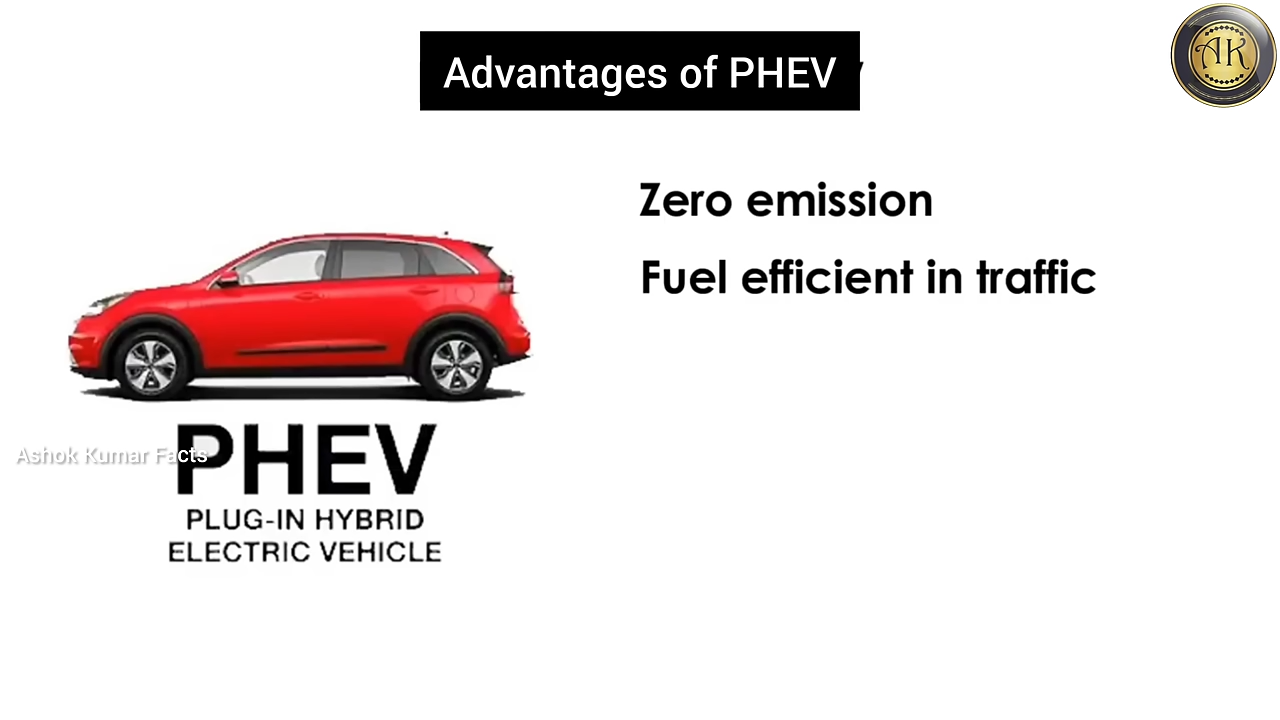 Advantages of PHEV
AK
Zero emission
Fuel efficient in traffic
Ashok Kumar Facts
PHEV
PLUG-IN HYBRID
ELECTRIC VEHICLE